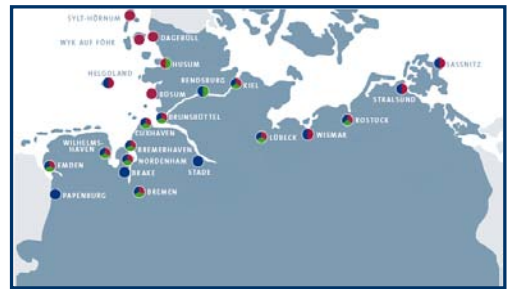 SYLT-HÖRNUM
WYK AUF FÖHR
DAGEBÜLL
HUSUM
HELGOLAND
RENDSBURG
KIEL
BÜSUM
SASSNITZ
STRALSUND
BRUNSBÜTTEL
ROSTOCK
CUXHAVEN
LÜBECK
WISMAR
WILHELMS-
HAVEN
BREMERHAVEN
NORDENHAM
EMDEN
BRAKE
STADE
PAPENBURG
BREMEN